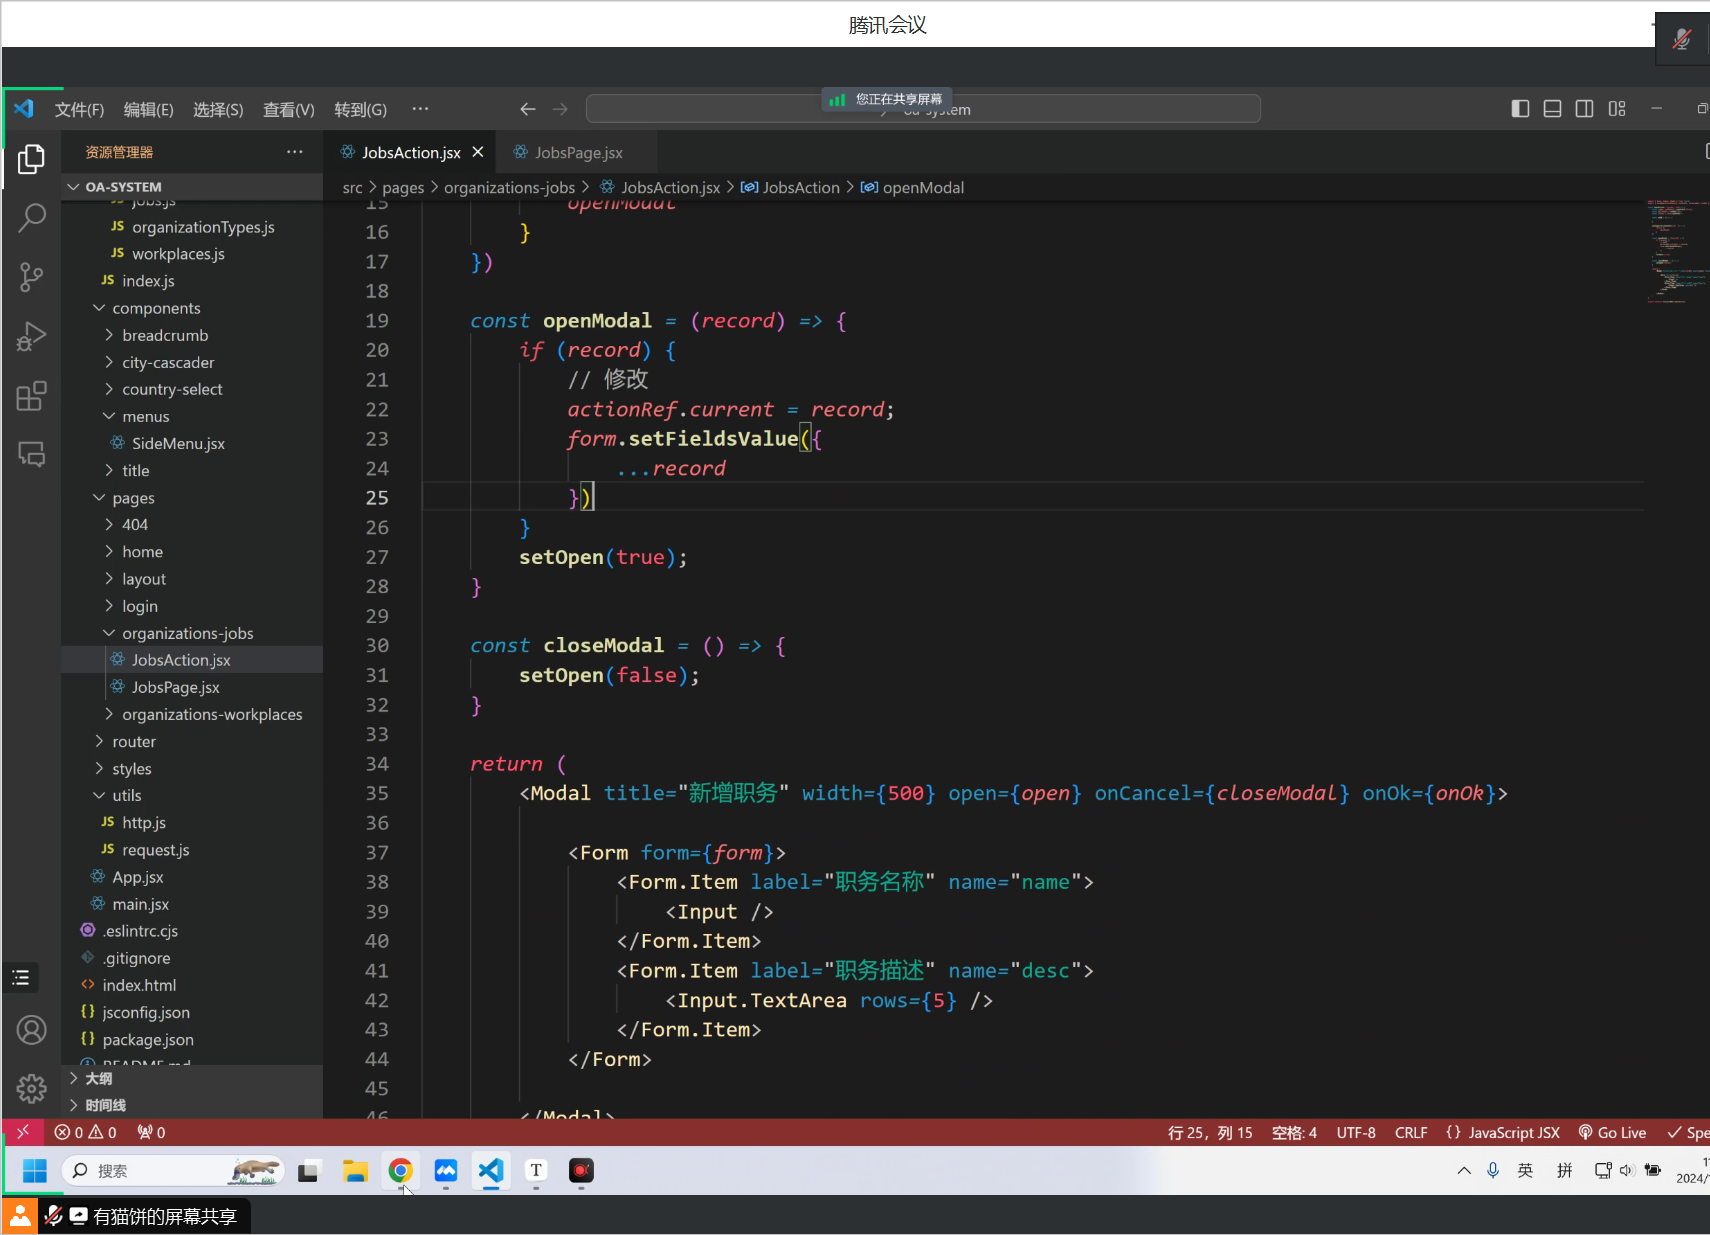 腾讯会议
文件(F) 编辑(E) 选择(S) 查看(V) 转到(G) ···
您正在共享屏幕
oa-system
资源管理器 ···
JobsAction.jsx
JobsPage.jsx
OA-SYSTEM
src > pages > organizations-jobs > JobsAction.jsx > JobsAction > openModal
jobs.js
JS organizationTypes.js
JS workplaces.js
JS index.js
components
breadcrumb
city-cascader
country-select
menus
SideMenu.jsx
title
pages
404
home
layout
login
organizations-jobs
JobsAction.jsx
JobsPage.jsx
organizations-workplaces
router
styles
utils
JS http.js
JS request.js
App.jsx
main.jsx
.eslintrc.cjs
.gitignore
<> index.html
{} jsconfig.json
{} package.json
README.md
大纲
时间线
15 openModal
16 }
17 })
18
19 const openModal = (record) => {
20 if (record) {
21 // 修改
22 actionRef.current = record;
23 form.setFieldsValue({
24 ...record
25 })
26 }
27 setOpen(true);
28 }
29
30 const closeModal = () => {
31 setOpen(false);
32 }
33
34 return (
35 <Modal title="新增职务" width={500} open={open} onCancel={closeModal} onOk={onOk}>
36
37 <Form form={form}>
38 <Form.Item label="职务名称" name="name">
39 <Input />
40 </Form.Item>
41 <Form.Item label="职务描述" name="desc">
42 <Input.TextArea rows={5} />
43 </Form.Item>
44 </Form>
45
46 </Modal>
0 0 0
行 25，列 15 空格: 4 UTF-8 CRLF {} JavaScript JSX Go Live Spe
搜索
T
英 拼
2024/
有猫饼的屏幕共享